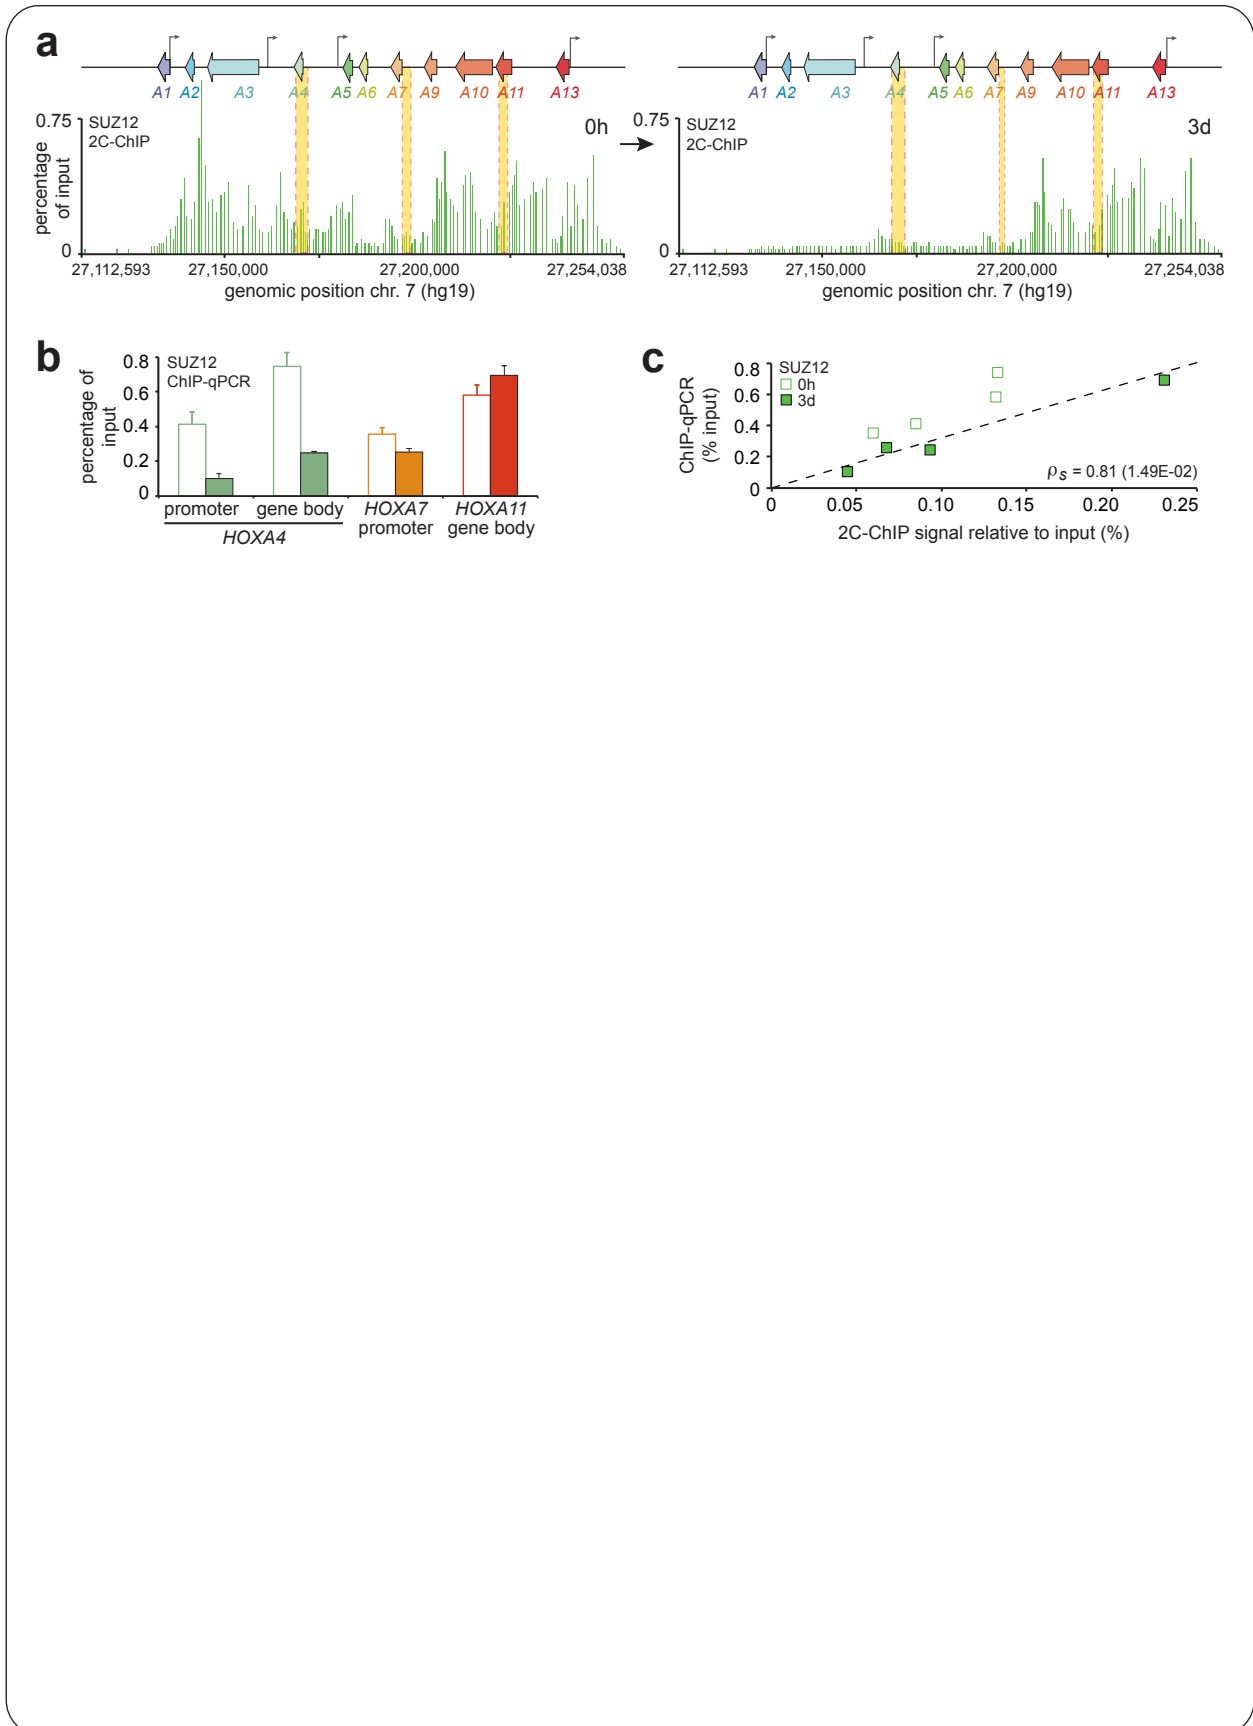 a
A1 A2 A3 A4 A5 A6 A7 A9 A10 A11 A13
0.75
SUZ12
2C-ChIP
0h
percentage
of input
0
27,112,593 27,150,000 27,200,000 27,254,038
genomic position chr. 7 (hg19)
A1 A2 A3 A4 A5 A6 A7 A9 A10 A11 A13
0.75
SUZ12
2C-ChIP
3d
0
27,112,593 27,150,000 27,200,000 27,254,038
genomic position chr. 7 (hg19)
b
percentage of
input
0.8
0.6
0.4
0.2
0
SUZ12
ChIP-qPCR
promoter gene body HOXA7 HOXA11
promoter gene body
HOXA4
c
ChIP-qPCR
(% input)
0.8
0.6
0.4
0.2
0
SUZ12
0h
3d
ρs = 0.81 (1.49E-02)
0 0.05 0.10 0.15 0.20 0.25
2C-ChIP signal relative to input (%)